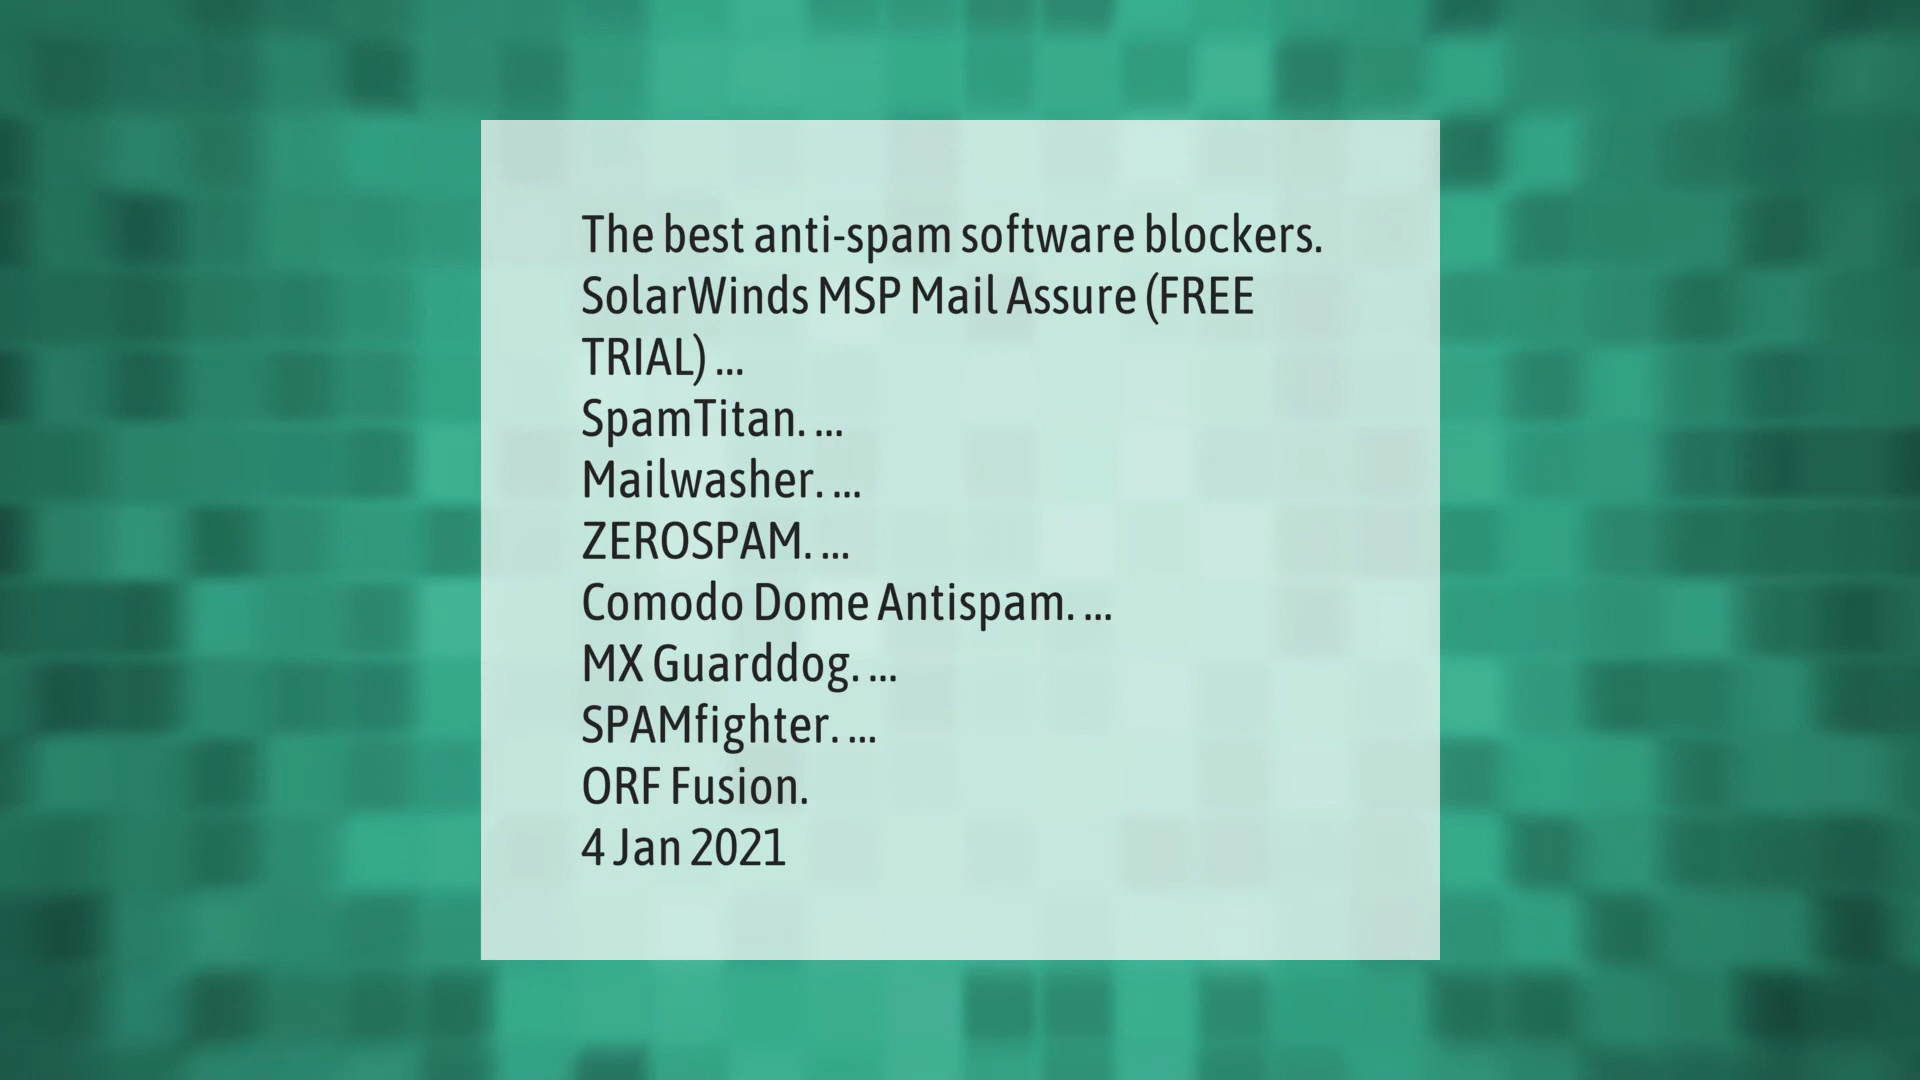 The best anti-spam software blockers.
SolarWinds MSP Mail Assure (FREE
TRIAL) ...
SpamTitan. ...
Mailwasher. ...
ZEROSPAM. ...
Comodo Dome Antispam. ...
MX Guarddog. ...
SPAMfighter. ...
ORF Fusion.
4 Jan 2021